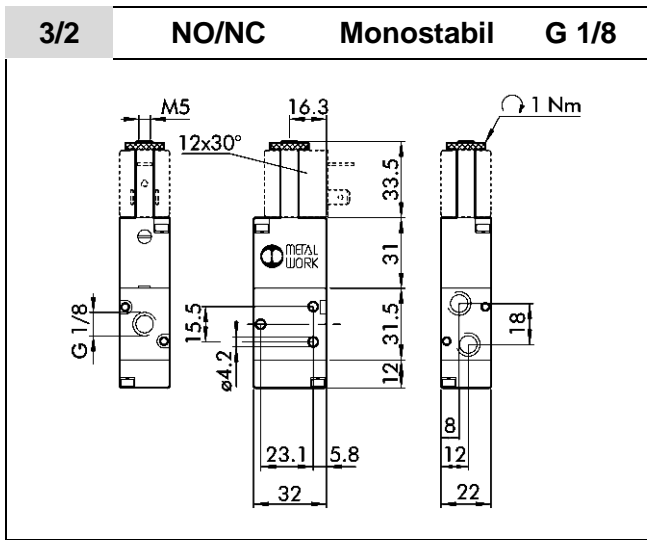 3/2 NO/NC Monostabil G 1/8
M5
16.3
1 Nm
12x30°
33.5
METAL
WORK
31
G 1/8
15.5
ø4.2
31.5
12
18
23.1
5.8
32
8
12
22